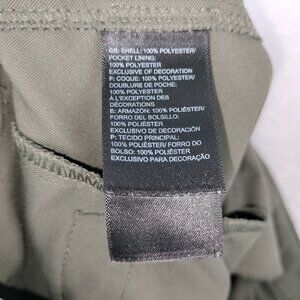 GB: SHELL: 100% POLYESTER/
POCKET LINING:
100% POLYESTER
EXCLUSIVE OF DECORATION
F: COQUE: 100% POLYESTER/
DOUBLURE DE POCHE:
100% POLYESTER
À L'EXCEPTION DES
DÉCORATIONS
E: ARMAZÓN: 100% POLIÉSTER/
FORRO DEL BOLSILLO: 100%
POLIÉSTER
EXCLUSIVO DE DECORACIÓN
P: TECIDO PRINCIPAL:
100% POLIÉSTER/ FORRO DO
BOLSO: 100% POLIÉSTER
EXCLUSIVO PARA DECORAÇÃO